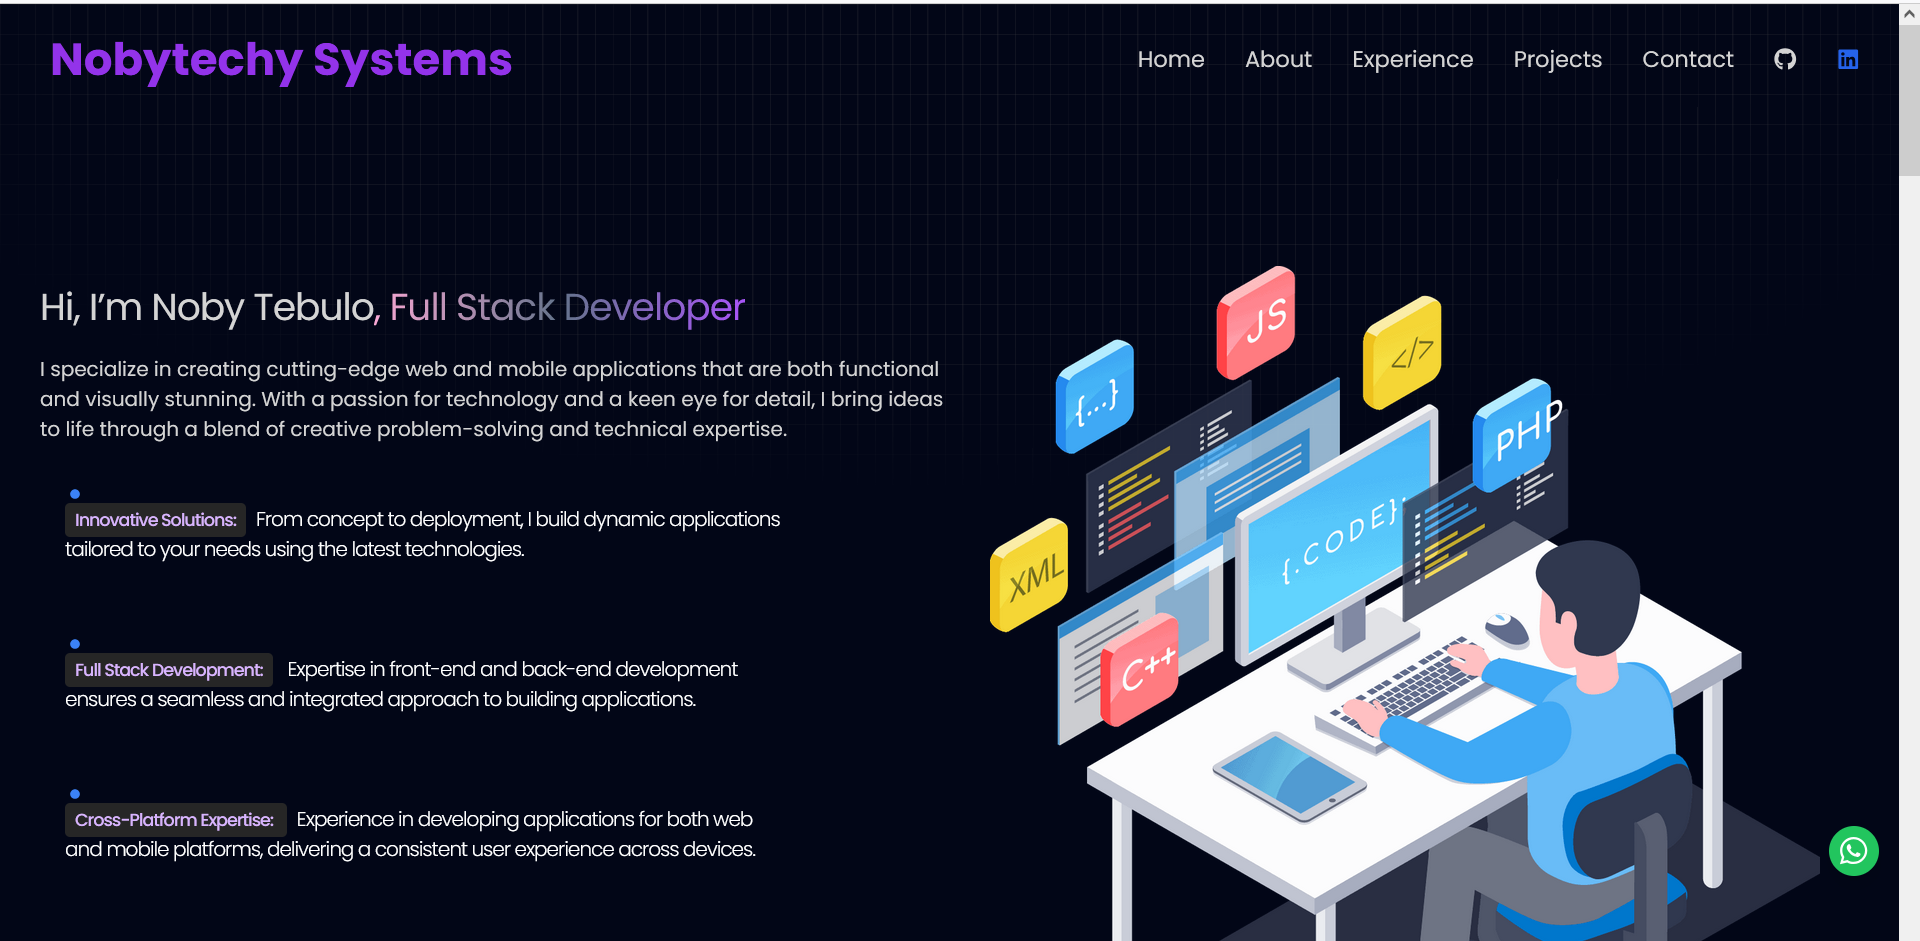 Nobytechy Systems
Home About Experience Projects Contact
Hi, I’m Noby Tebulo, Full Stack Developer
I specialize in creating cutting-edge web and mobile applications that are both functional
and visually stunning. With a passion for technology and a keen eye for detail, I bring ideas
to life through a blend of creative problem-solving and technical expertise.
Innovative Solutions: From concept to deployment, I build dynamic applications
tailored to your needs using the latest technologies.
Full Stack Development: Expertise in front-end and back-end development
ensures a seamless and integrated approach to building applications.
Cross-Platform Expertise: Experience in developing applications for both web
and mobile platforms, delivering a consistent user experience across devices.
JS
</>
{...}
PHP
{.CODE}
XML
C++